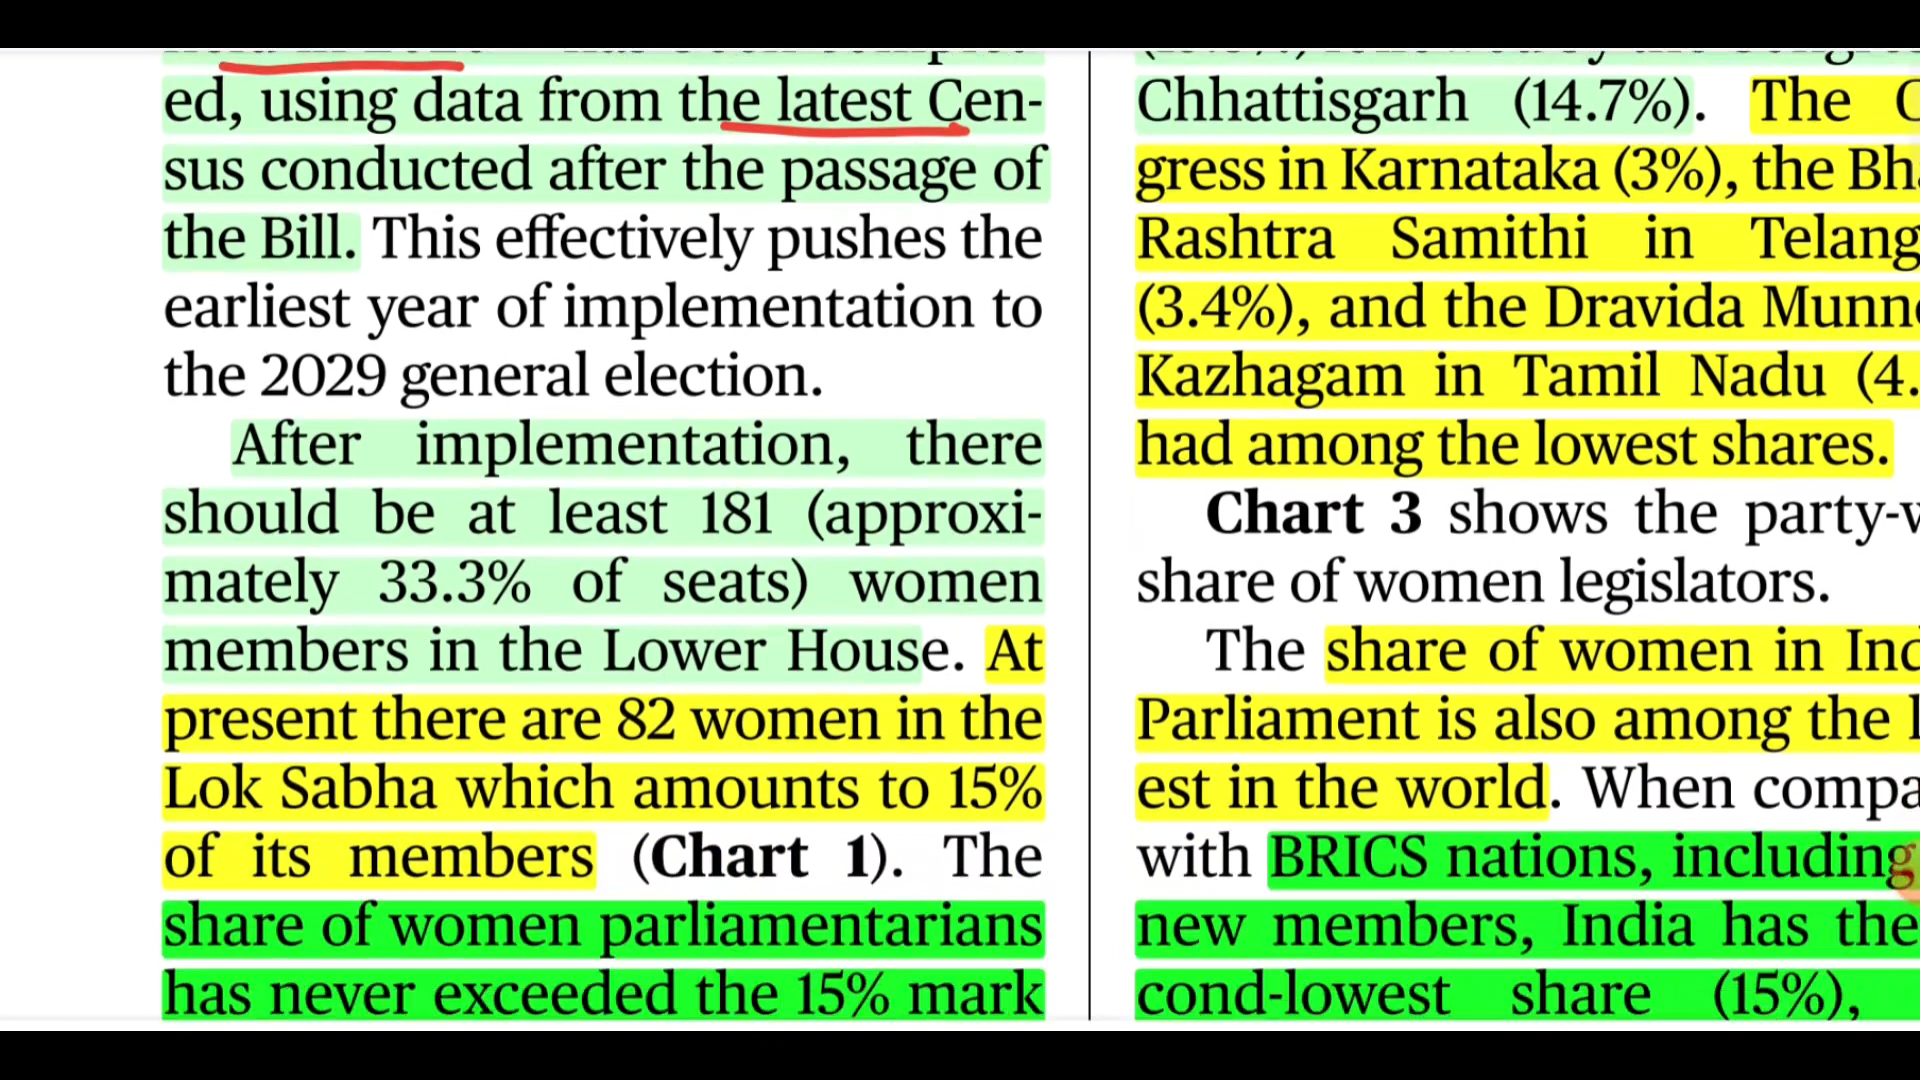 ed, using data from the latest Cen-
sus conducted after the passage of
the Bill. This effectively pushes the
earliest year of implementation to
the 2029 general election.
After implementation, there
should be at least 181 (approxi-
mately 33.3% of seats) women
members in the Lower House. At
present there are 82 women in the
Lok Sabha which amounts to 15%
of its members (Chart 1). The
share of women parliamentarians
has never exceeded the 15% mark
Chhattisgarh (14.7%). The
gress in Karnataka (3%), the
Rashtra Samithi in
(3.4%), and the Dravida
Kazhagam in Tamil Nadu
had among the lowest shares.
Chart 3 shows the
share of women legislators.
The share of women in
Parliament is also among the
est in the world. When
with BRICS nations, including
new members, India has the
cond-lowest share (15%),